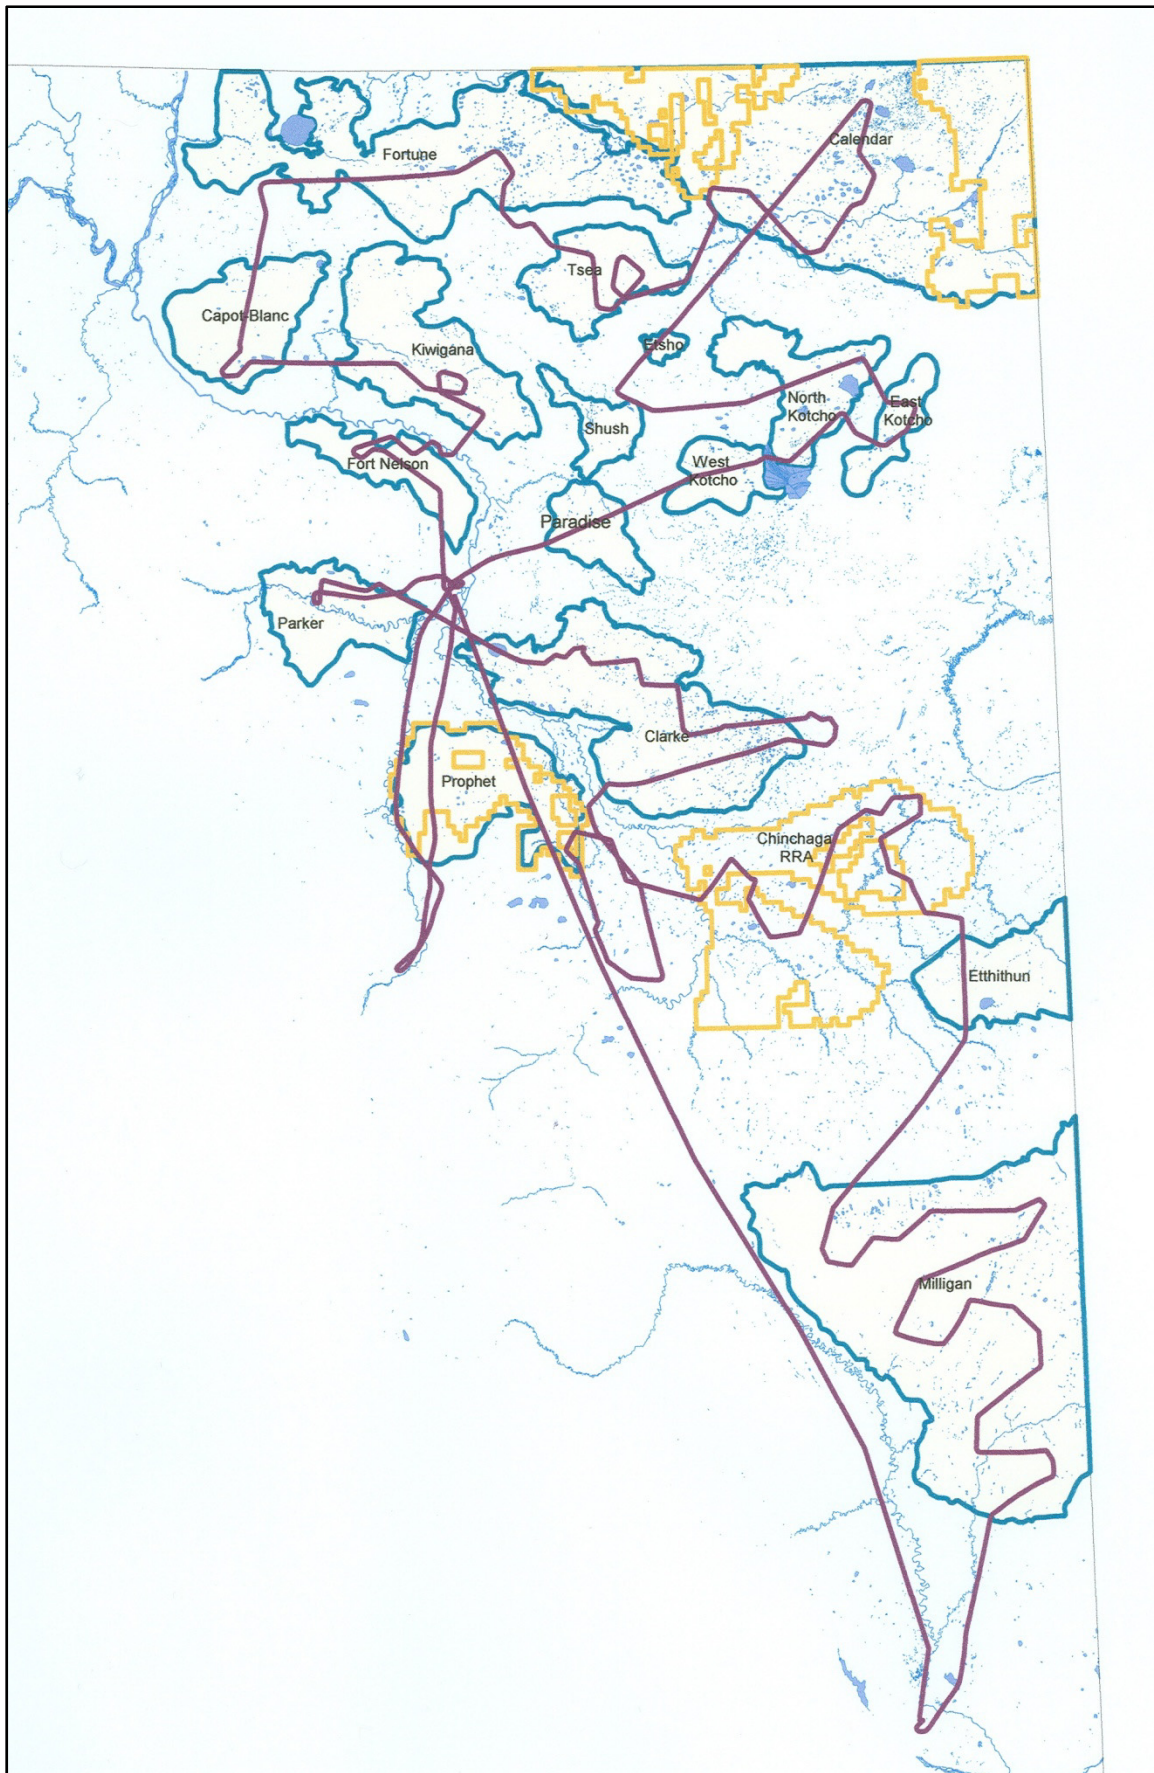 Calendar
Fortune
Tsea
Capot-Blanc
Etsho
Kiwigana
North
Kotcho
East
Kotcho
Shush
Fort Nelson
West
Kotcho
Paradise
Parker
Clarke
Prophet
Chinchaga
RRA
Etthithun
Milligan